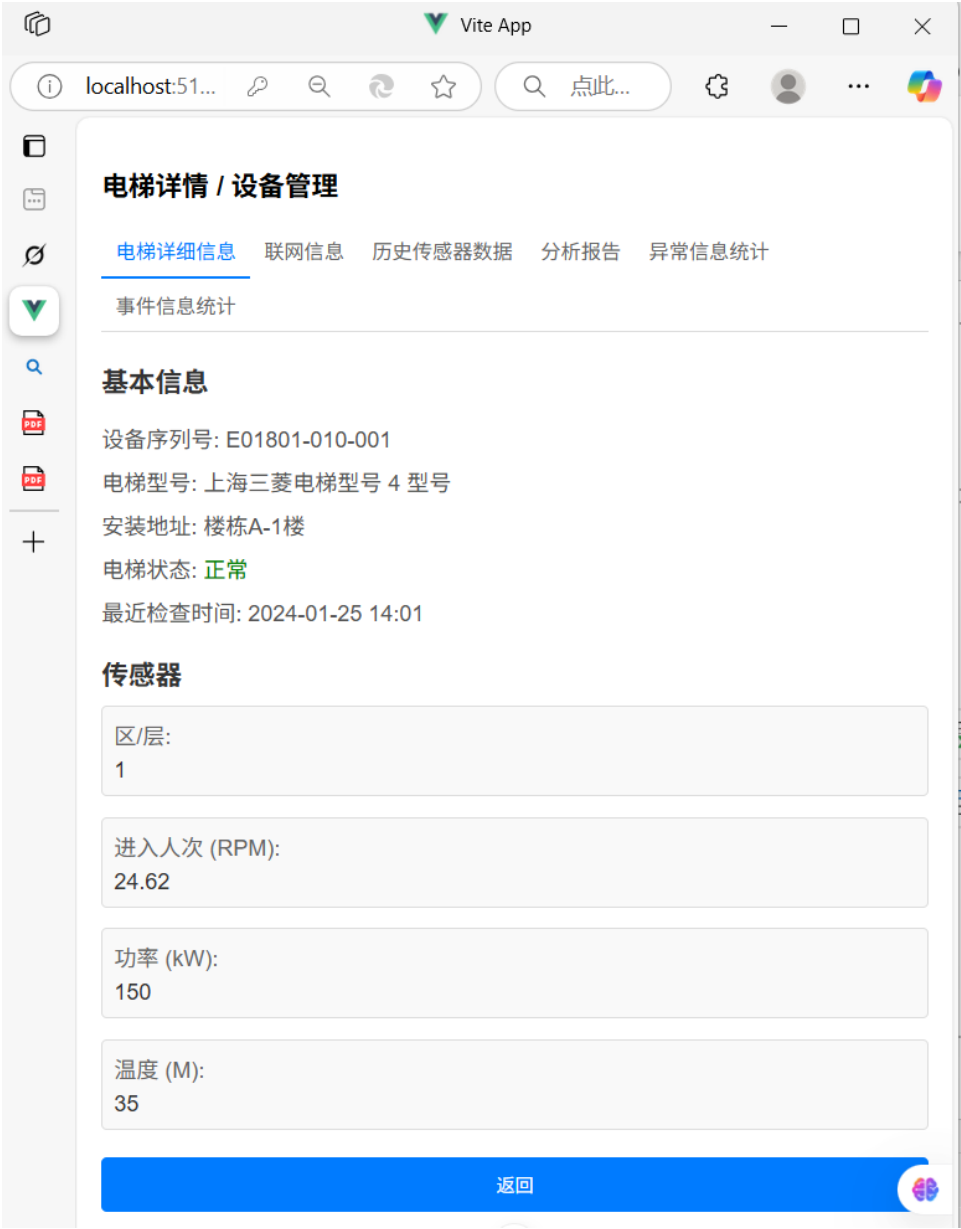 Vite App
localhost:51...
点此...
电梯详情 / 设备管理
电梯详细信息 联网信息 历史传感器数据 分析报告 异常信息统计
事件信息统计
基本信息
设备序列号: E01801-010-001
电梯型号: 上海三菱电梯型号 4 型号
安装地址: 楼栋A-1楼
电梯状态: 正常
最近检查时间: 2024-01-25 14:01
传感器
区/层:
1
进入人次 (RPM):
24.62
功率 (kW):
150
温度 (M):
35
返回
PDF
PDF